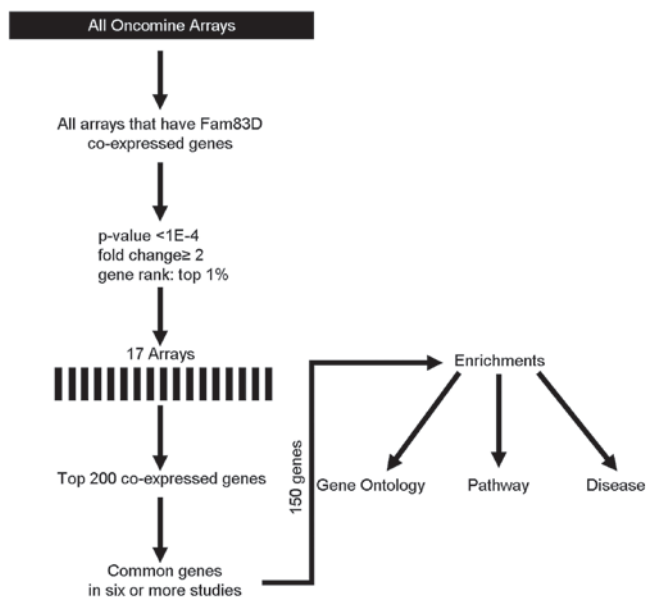 All Oncomine Arrays
All arrays that have Fam83D
co-expressed genes
p-value <1E-4
fold change≥ 2
gene rank: top 1%
17 Arrays
Top 200 co-expressed genes
Common genes
in six or more studies
150 genes
Enrichments
Gene Ontology
Pathway
Disease